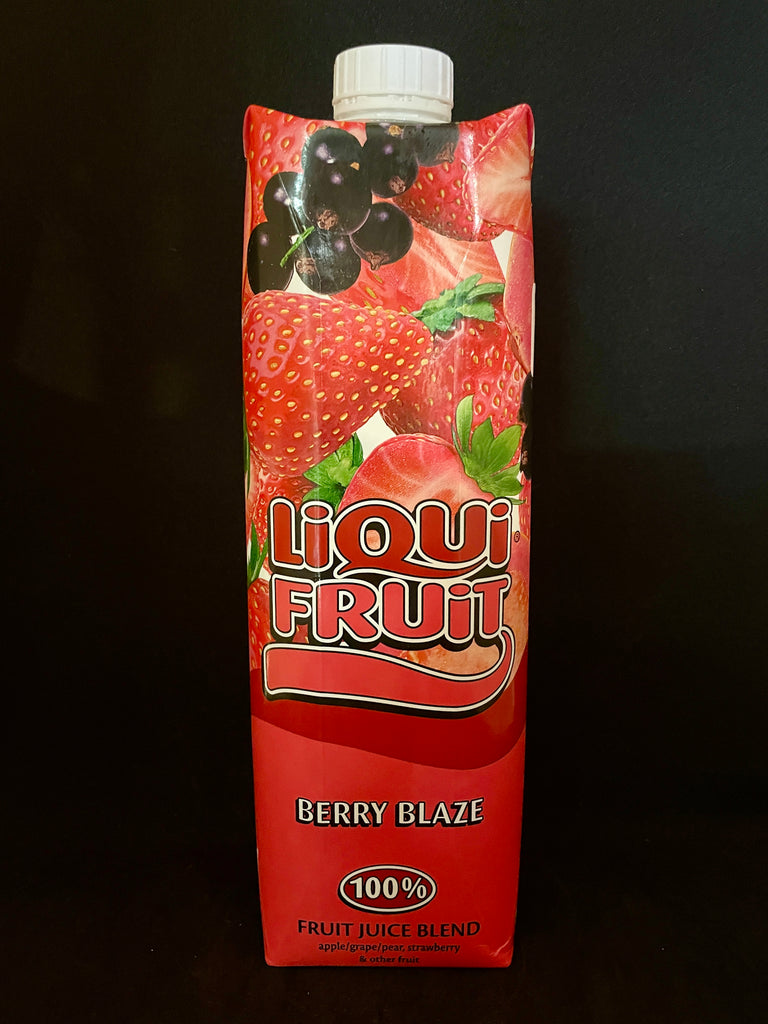 LiQUi
FRUiT
BERRY BLAZE
100%
FRUIT JUICE BLEND
apple/grape/pear, strawberry
& other fruit